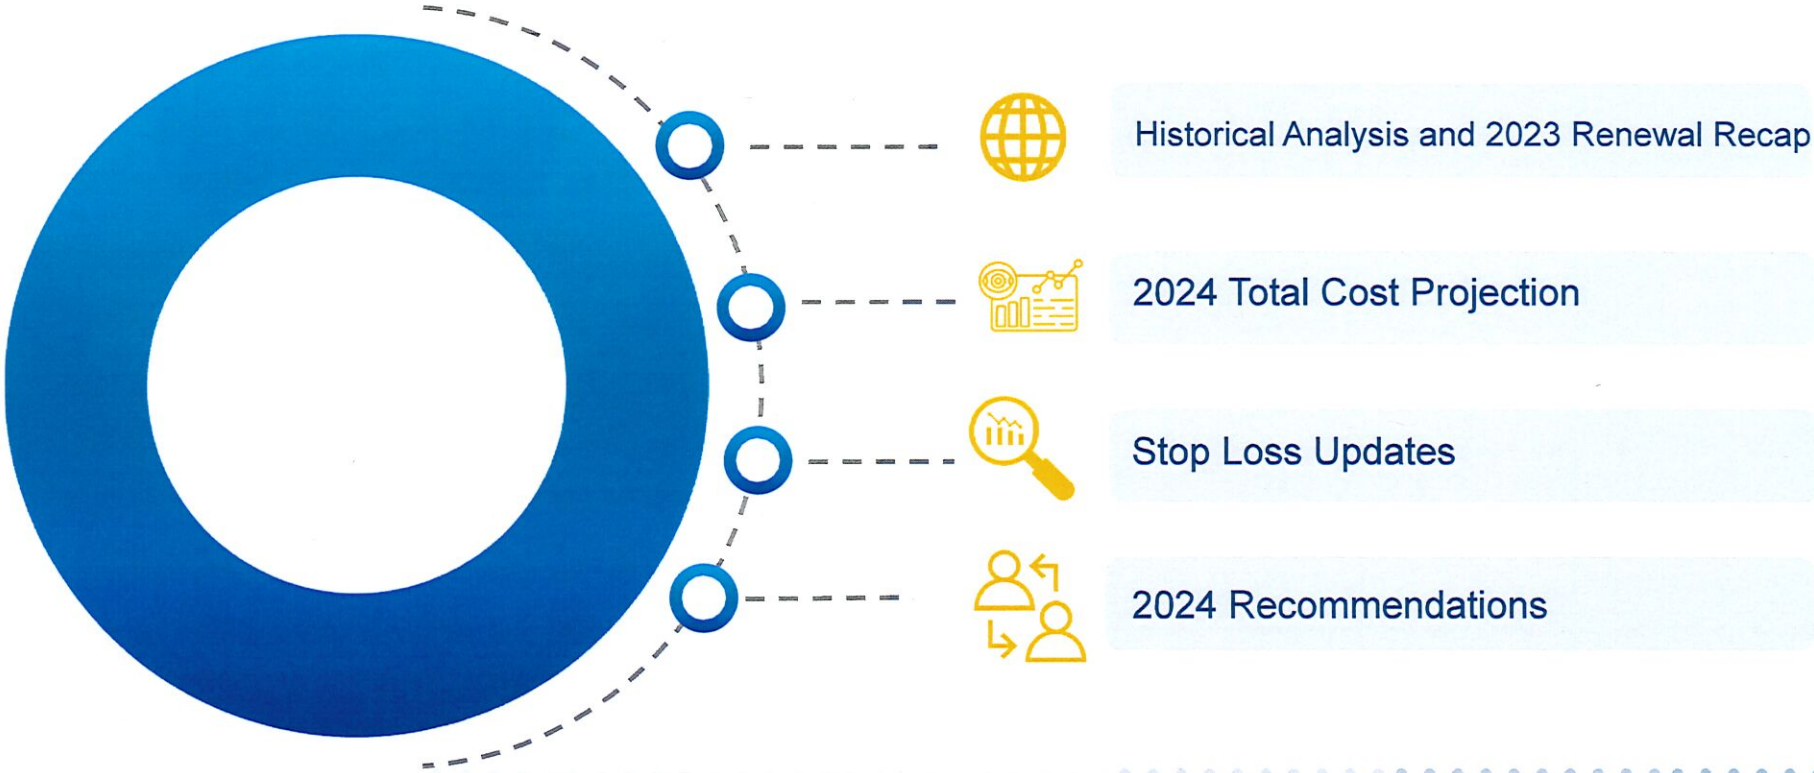 Historical Analysis and 2023 Renewal Recap
2024 Total Cost Projection
Stop Loss Updates
2024 Recommendations